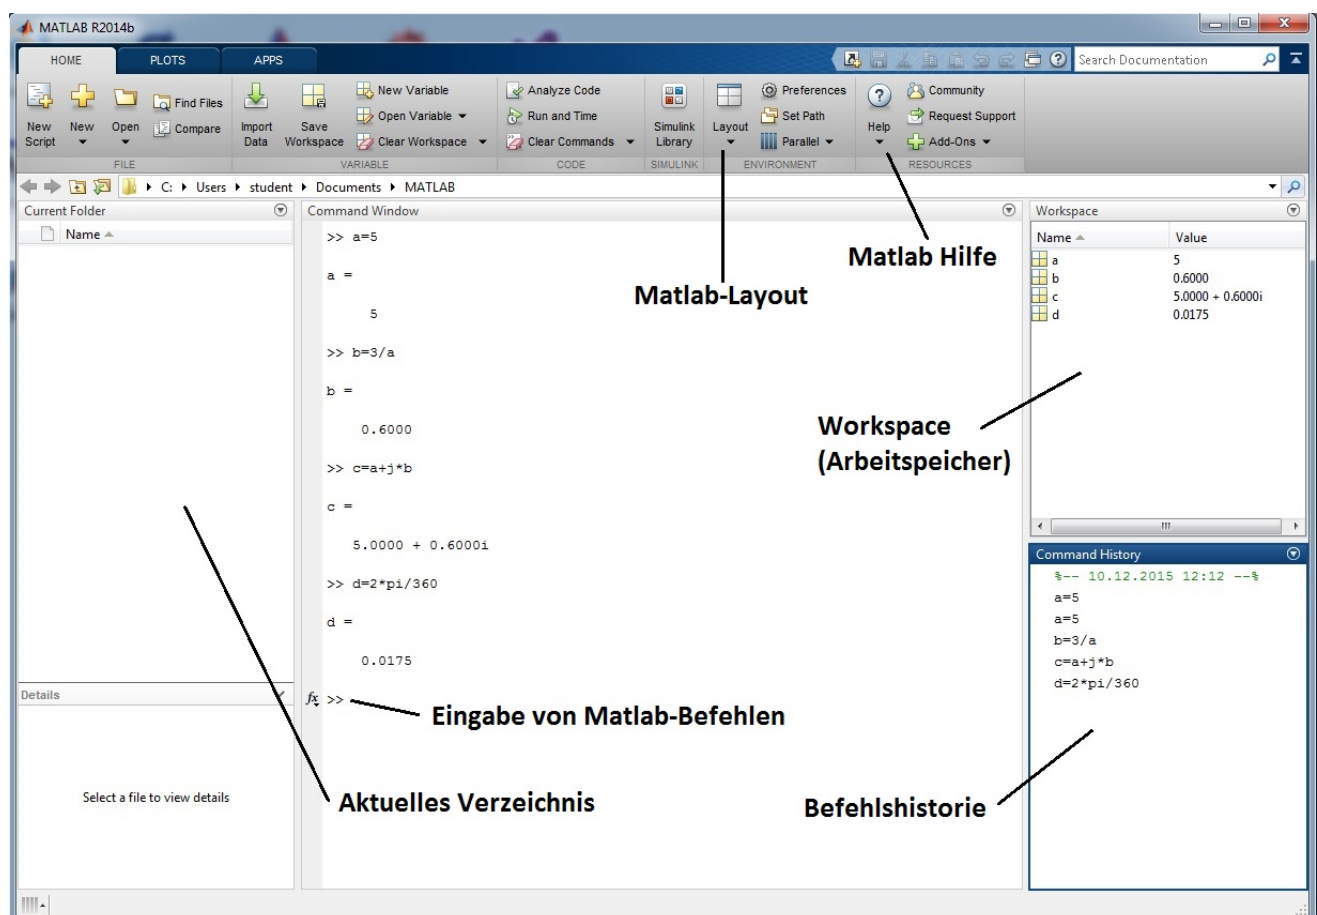 MATLAB R2014b
HOME PLOTS APPS
Search Documentation
New Script
New
Open
Find Files
Compare
Import Data
Save Workspace
New Variable
Open Variable
Clear Workspace
Analyze Code
Run and Time
Clear Commands
Simulink Library
Layout
Preferences
Set Path
Parallel
Help
Community
Request Support
Add-Ons
FILE VARIABLE CODE SIMULINK ENVIRONMENT RESOURCES
C: Users student Documents MATLAB
Current Folder
Name
Details
Select a file to view details
Command Window
>> a=5
a =
5
>> b=3/a
b =
0.6000
>> c=a+j*b
c =
5.0000 + 0.6000i
>> d=2*pi/360
d =
0.0175
fx >>
Matlab Hilfe
Matlab-Layout
Workspace
(Arbeitspeicher)
Eingabe von Matlab-Befehlen
Aktuelles Verzeichnis
Befehlshistorie
Workspace
Name Value
a 5
b 0.6000
c 5.0000 + 0.6000i
d 0.0175
Command History
%-- 10.12.2015 12:12 --%
a=5
a=5
b=3/a
c=a+j*b
d=2*pi/360